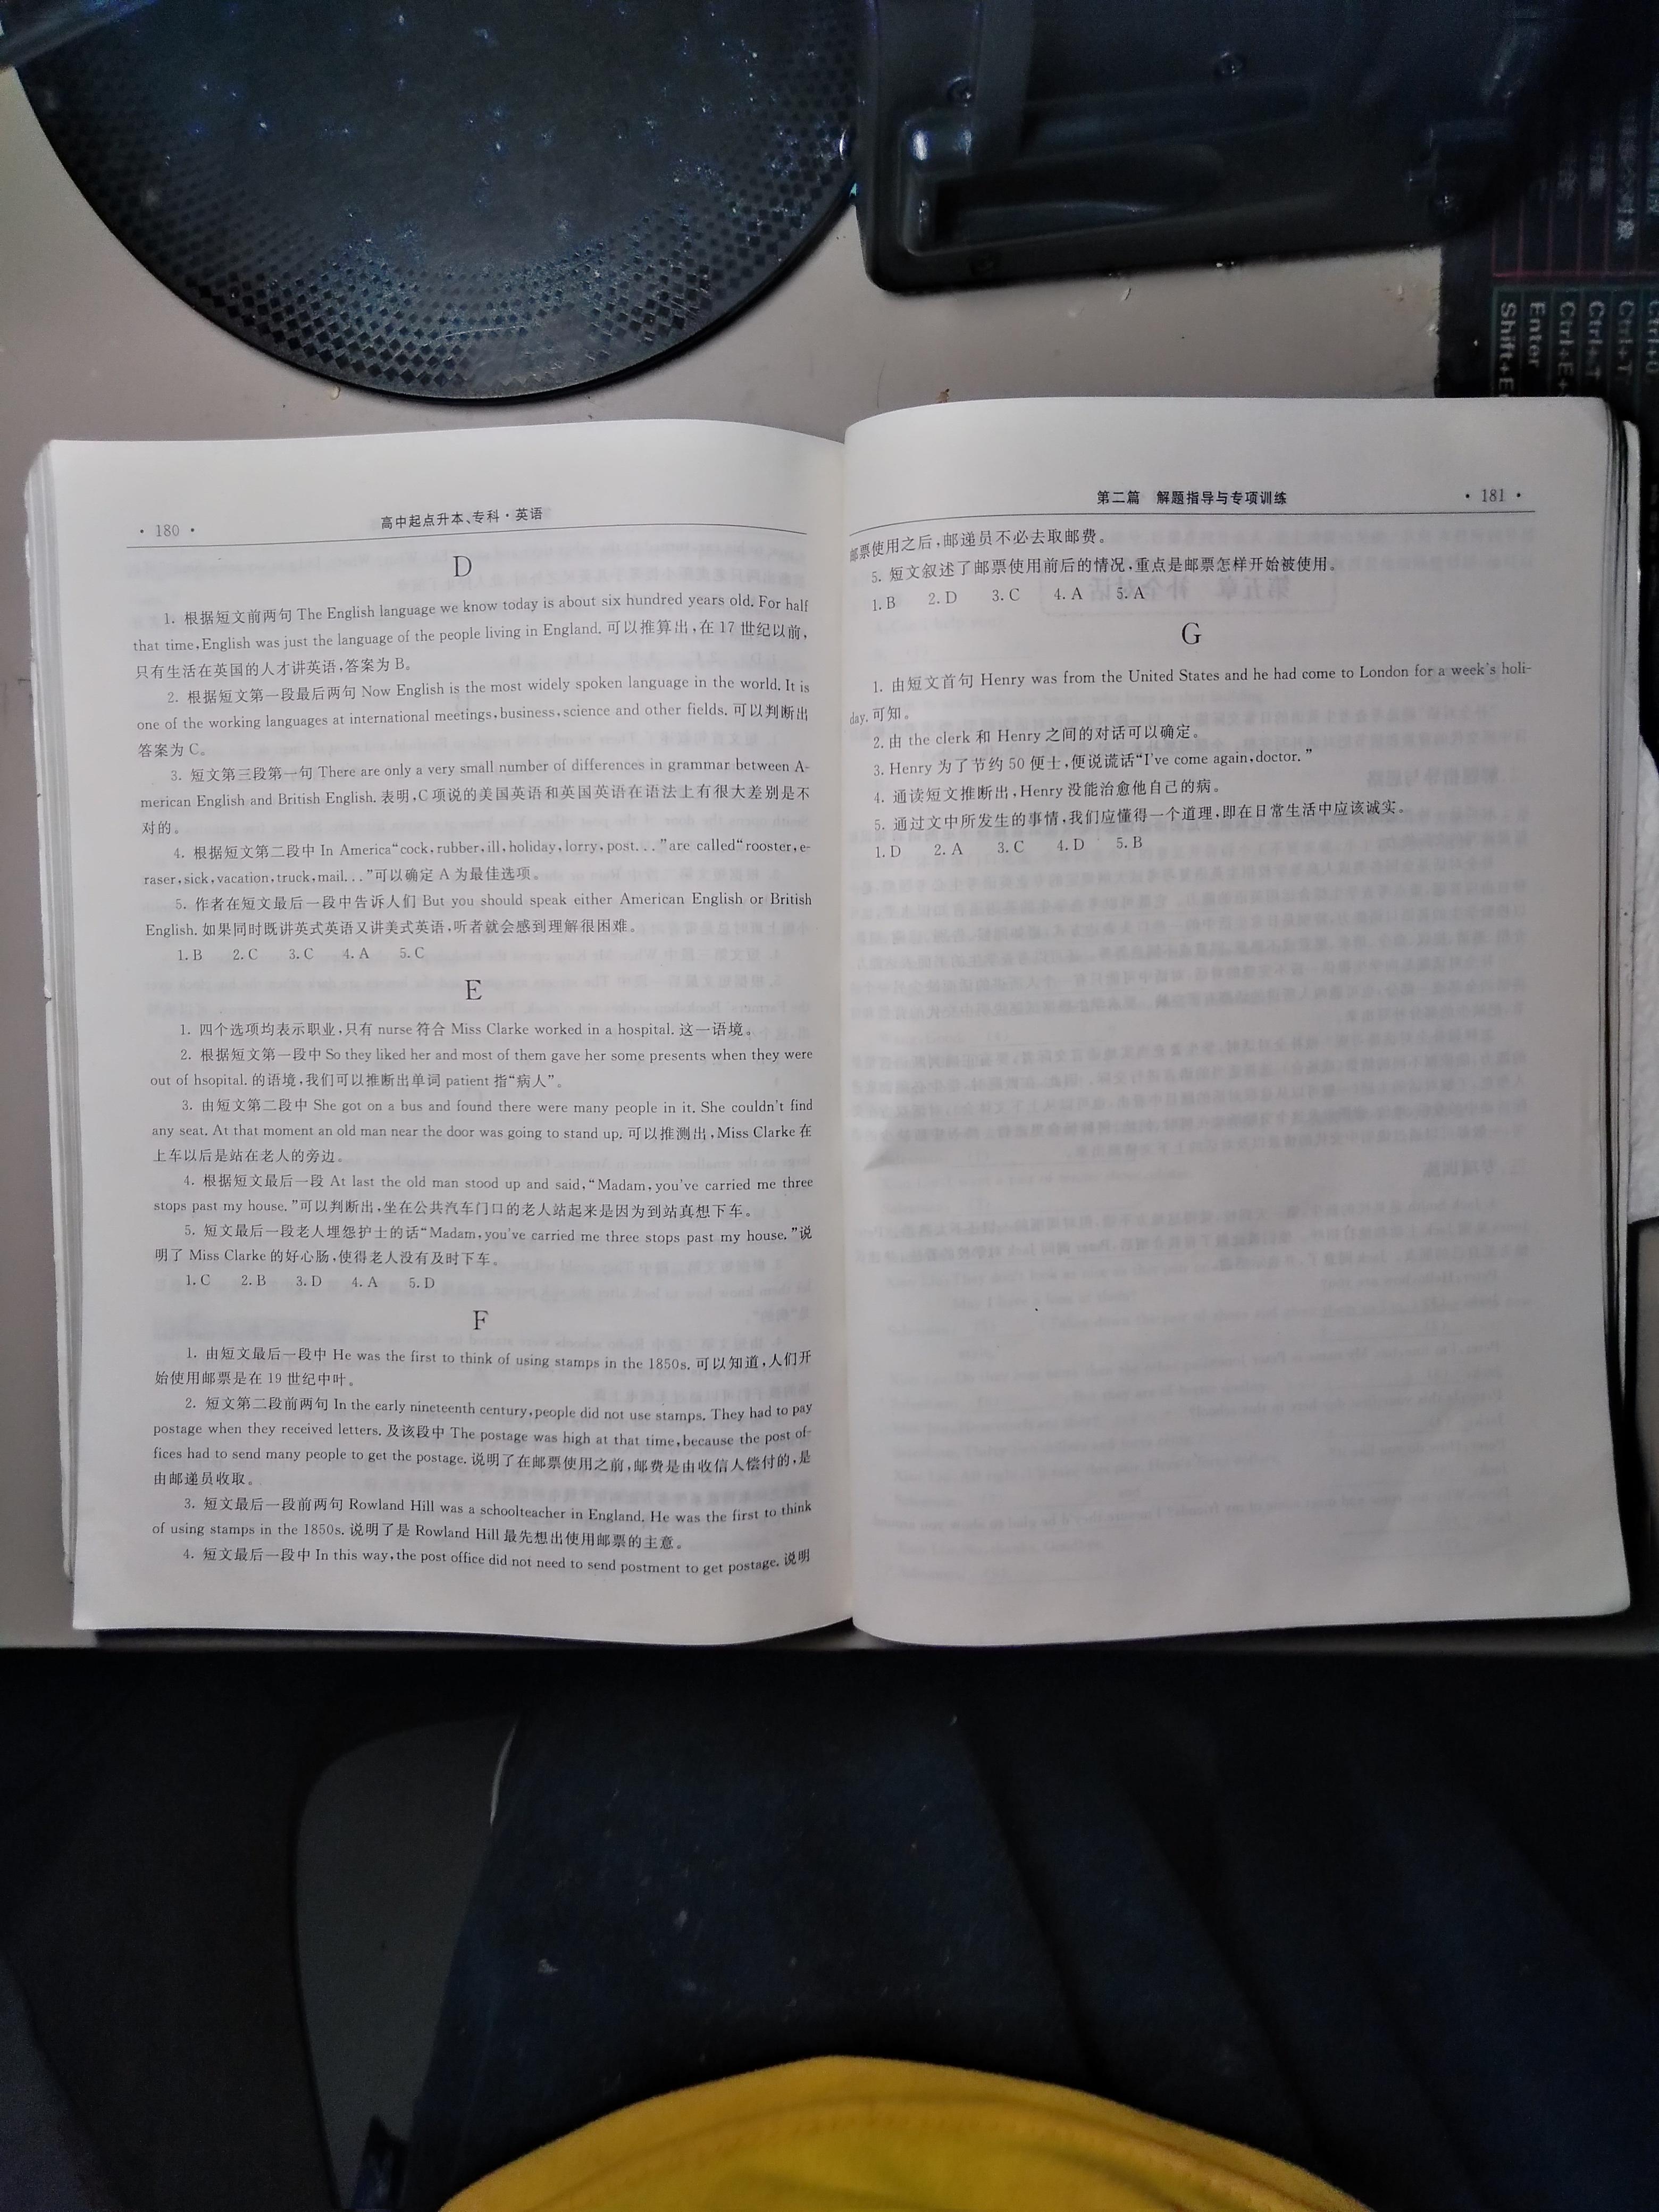 · 180 ·
高中起点升本、专科·英语
D
1. 根据短文前两句 The English language we know today is about six hundred years old. For half
that time,English was just the language of the people living in England. 可以推算出,在 17 世纪以前,
只有生活在英国的人才讲英语,答案为 B。
2. 根据短文第一段最后两句 Now English is the most widely spoken language in the world. It is
one of the working languages at international meetings,business,science and other fields. 可以判断出
答案为 C。
3. 短文第三段第一句 There are only a very small number of differences in grammar between A-
merican English and British English. 表明,C 项说的美国英语和英国英语在语法上有很大差别是不
对的。
4. 根据短文第二段中 In America“cock,rubber,ill,holiday,lorry,post...”are called“rooster,e-
raser,sick,vacation,truck,mail...”可以确定 A 为最佳选项。
5. 作者在短文最后一段中告诉人们 But you should speak either American English or British
English. 如果同时既讲英式英语又讲美式英语,听者就会感到理解很困难。
1. B 2. C 3. C 4. A 5. C
E
1. 四个选项均表示职业,只有 nurse 符合 Miss Clarke worked in a hospital. 这一语境。
2. 根据短文第一段中 So they liked her and most of them gave her some presents when they were
out of hsopital. 的语境,我们可以推断出单词 patient 指“病人”。
3. 由短文第二段中 She got on a bus and found there were many people in it. She couldn't find
any seat. At that moment an old man near the door was going to stand up. 可以推测出,Miss Clarke 在
上车以后是站在老人的旁边。
4. 根据短文最后一段 At last the old man stood up and said,“Madam,you've carried me three
stops past my house.”可以判断出,坐在公共汽车门口的老人站起来是因为到站真想下车。
5. 短文最后一段老人埋怨护士的话“Madam,you've carried me three stops past my house.”说
明了 Miss Clarke 的好心肠,使得老人没有及时下车。
1. C 2. B 3. D 4. A 5. D
F
1. 由短文最后一段中 He was the first to think of using stamps in the 1850s. 可以知道,人们开
始使用邮票是在 19 世纪中叶。
2. 短文第二段前两句 In the early nineteenth century,people did not use stamps. They had to pay
postage when they received letters. 及该段中 The postage was high at that time,because the post of-
fices had to send many people to get the postage. 说明了在邮票使用之前,邮费是由收信人偿付的,是
由邮递员收取。
3. 短文最后一段前两句 Rowland Hill was a schoolteacher in England. He was the first to think
of using stamps in the 1850s. 说明了是 Rowland Hill 最先想出使用邮票的主意。
4. 短文最后一段中 In this way,the post office did not need to send postment to get postage. 说明
第二篇 解题指导与专项训练
· 181 ·
邮票使用之后,邮递员不必去取邮费。
5. 短文叙述了邮票使用前后的情况,重点是邮票怎样开始被使用。
1. B 2. D 3. C 4. A 5. A
G
1. 由短文首句 Henry was from the United States and he had come to London for a week's holi-
day. 可知。
2. 由 the clerk 和 Henry 之间的对话可以确定。
3. Henry 为了节约 50 便士,便说谎话“I've come again,doctor.”
4. 通读短文推断出,Henry 没能治愈他自己的病。
5. 通过文中所发生的事情,我们应懂得一个道理,即在日常生活中应该诚实。
1. D 2. A 3. C 4. D 5. B
Ctrl+T
Ctrl+T
Ctrl+E+
Enter